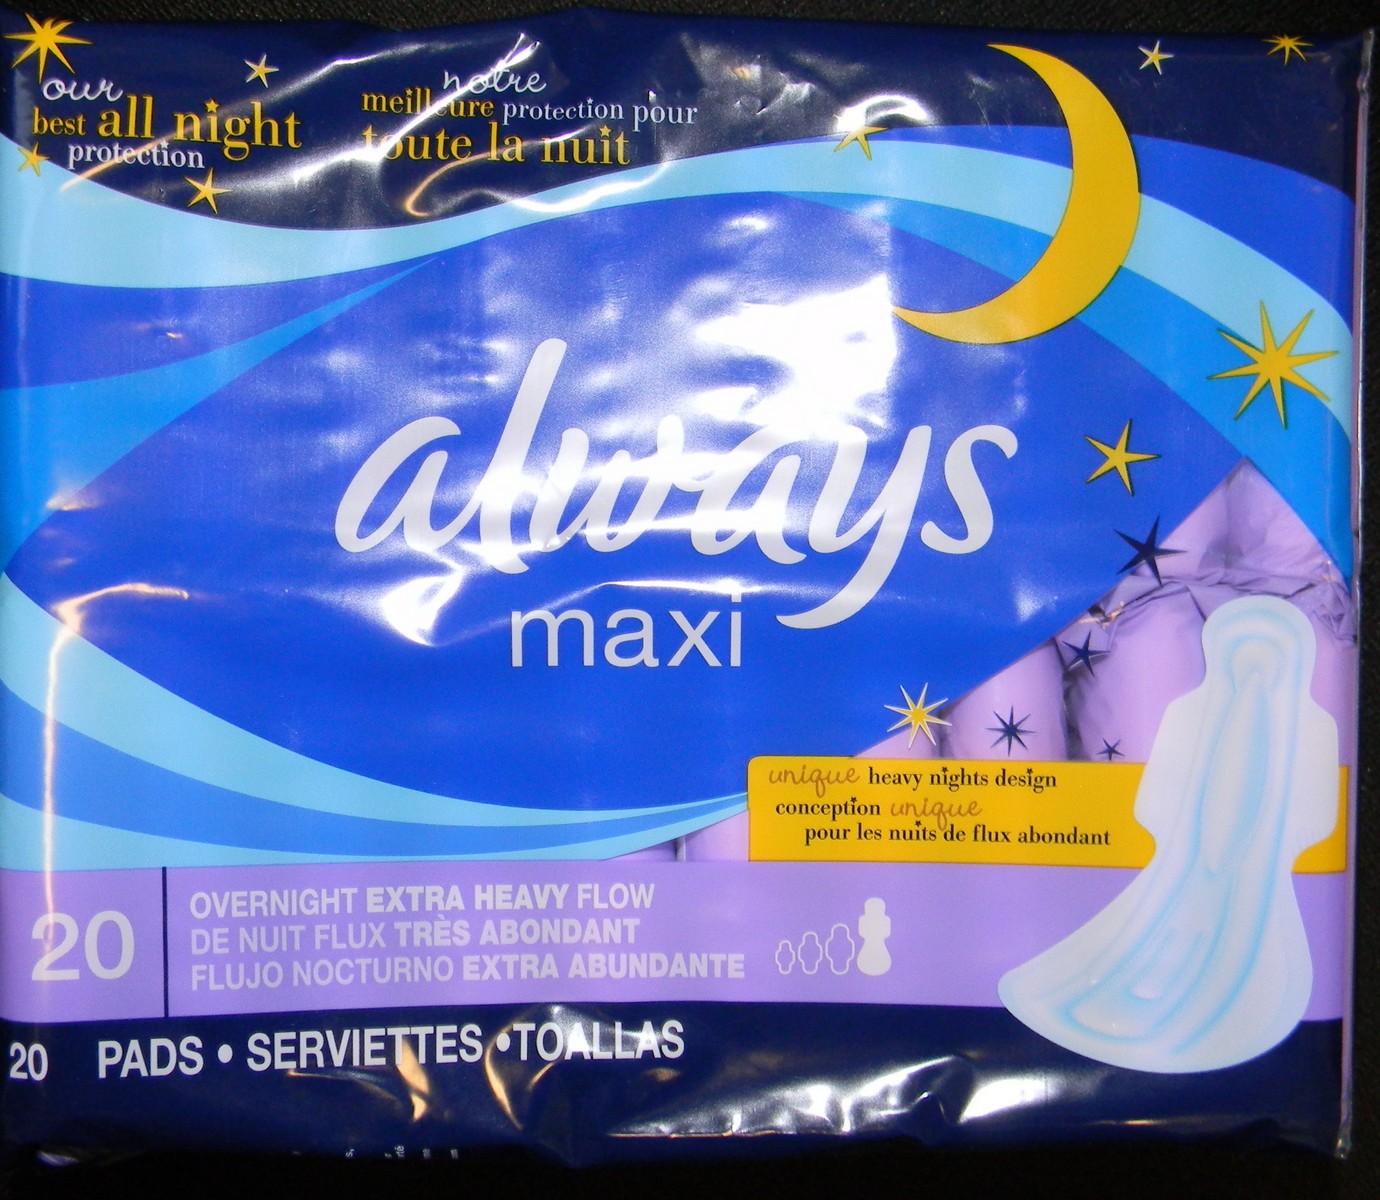 our
best all night
protection
notre
meilleure protection pour
toute la nuit
always
maxi
unique heavy nights design
conception unique
pour les nuits de flux abondant
20
OVERNIGHT EXTRA HEAVY FLOW
DE NUIT FLUX TRÈS ABONDANT
FLUJO NOCTURNO EXTRA ABUNDANTE
20 PADS • SERVIETTES •TOALLAS